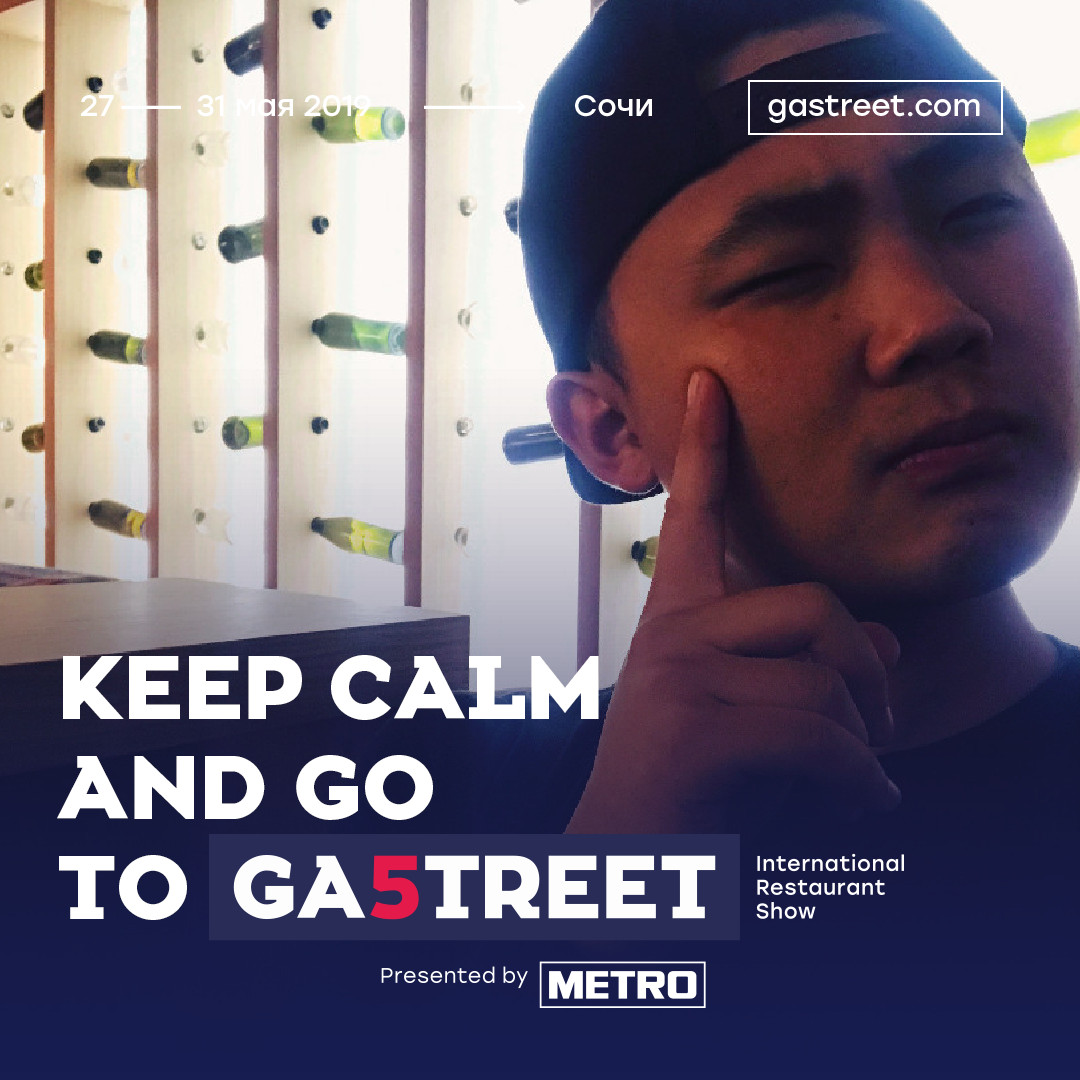 27 — 31 мая 2019 → Сочи gastreet.com
KEEP CALM
AND GO
TO GA5TREET
International
Restaurant
Show
Presented by METRO